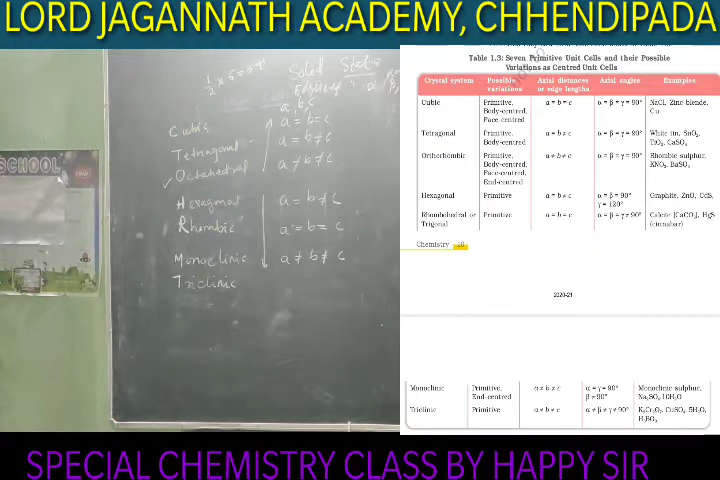 LORD JAGANNATH ACADEMY, CHHENDIPADA
SCHOOL
Solid State
a, b, c
Cubic a = b = c
Tetragonal a = b ≠ c
✓ Octahedral a ≠ b ≠ c
Hexagonal a = b ≠ c
Rhombic a = b = c
Monoclinic a ≠ b ≠ c
Triclinic
Table 1.3: Seven Primitive Unit Cells and their Possible
Variations as Centred Unit Cells
Crystal system Possible variations Axial distances or edge lengths Axial angles Examples
Cubic Primitive, Body-centred, Face-centred a = b = c α = β = γ = 90° NaCl, Zinc blende, Cu
Tetragonal Primitive, Body-centred a = b ≠ c α = β = γ = 90° White tin, SnO₂, TiO₂, CaSO₄
Orthorhombic Primitive, Body-centred, Face-centred, End-centred a ≠ b ≠ c α = β = γ = 90° Rhombic sulphur, KNO₃, BaSO₄
Hexagonal Primitive a = b ≠ c α = β = 90° γ = 120° Graphite, ZnO, CdS,
Rhombohedral or Trigonal Primitive a = b = c α = β = γ ≠ 90° Calcite (CaCO₃), HgS (cinnabar)
Chemistry 10
2020-21
Monoclinic Primitive, End-centred a ≠ b ≠ c α = γ = 90° β ≠ 90° Monoclinic sulphur, Na₂SO₄.10H₂O
Triclinic Primitive a ≠ b ≠ c α ≠ β ≠ γ ≠ 90° K₂Cr₂O₇, CuSO₄. 5H₂O, H₃BO₃
SPECIAL CHEMISTRY CLASS BY HAPPY SIR